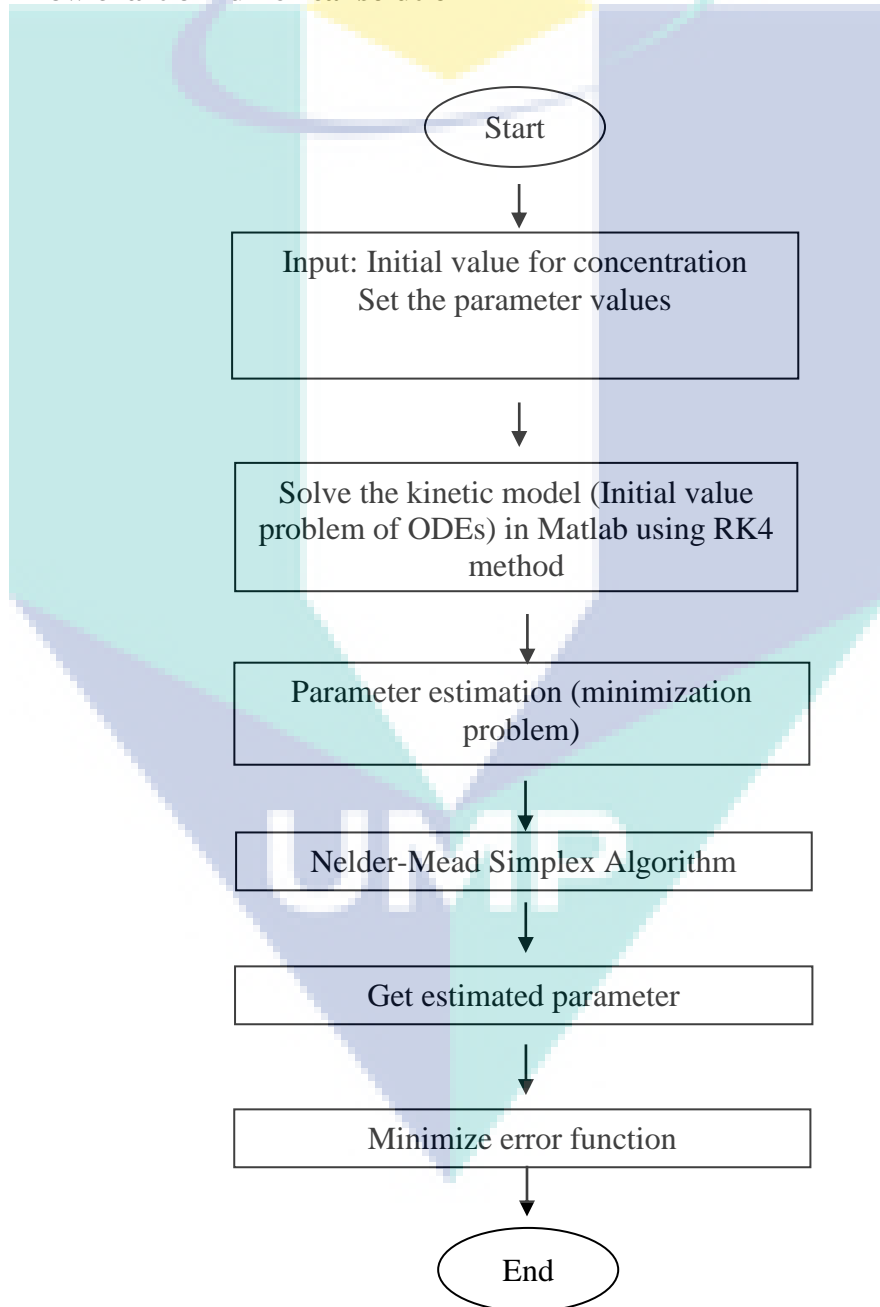 Start
Input: Initial value for concentration
Set the parameter values
Solve the kinetic model (Initial value
problem of ODEs) in Matlab using RK4
method
Parameter estimation (minimization
problem)
UMP
Nelder-Mead Simplex Algorithm
Get estimated parameter
Minimize error function
End